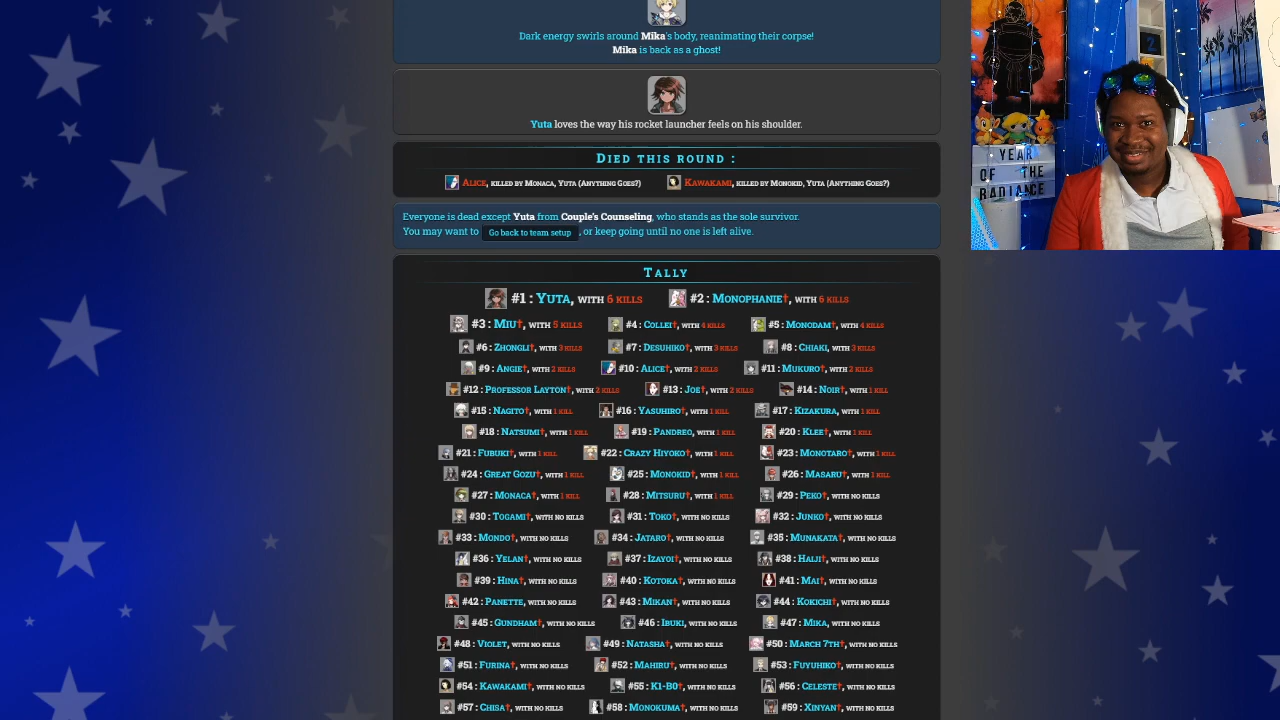 Dark energy swirls around Mika's body, reanimating their corpse!
Mika is back as a ghost!
Yuta loves the way his rocket launcher feels on his shoulder.
Died this round :
Alice, killed by Monaca, Yuta (Anything Goes?) Kawakami, killed by Monokid, Yuta (Anything Goes?)
Everyone is dead except Yuta from Couple's Counseling, who stands as the sole survivor.
You may want to Go back to team setup, or keep going until no one is left alive.
Tally
#1 : Yuta, with 6 kills #2 : Monophanie†, with 6 kills
#3 : Miu†, with 5 kills #4 : Collei†, with 4 kills #5 : Monodam†, with 4 kills
#6 : Zhongli†, with 3 kills #7 : Desuhiko†, with 3 kills #8 : Chiaki, with 3 kills
#9 : Angie†, with 2 kills #10 : Alice†, with 2 kills #11 : Mukuro†, with 2 kills
#12 : Professor Layton†, with 2 kills #13 : Joe†, with 2 kills #14 : Noir†, with 1 kill
#15 : Nagito†, with 1 kill #16 : Yasuhiro†, with 1 kill #17 : Kizakura, with 1 kill
#18 : Natsumi†, with 1 kill #19 : Pandreo, with 1 kill #20 : Klee†, with 1 kill
#21 : Fubuki†, with 1 kill #22 : Crazy Hiyoko†, with 1 kill #23 : Monotaro†, with 1 kill
#24 : Great Gozu†, with 1 kill #25 : Monokid†, with 1 kill #26 : Masaru†, with 1 kill
#27 : Monaca†, with 1 kill #28 : Mitsuru†, with 1 kill #29 : Peko†, with no kills
#30 : Togami†, with no kills #31 : Toko†, with no kills #32 : Junko†, with no kills
#33 : Mondo†, with no kills #34 : Jataro†, with no kills #35 : Munakata†, with no kills
#36 : Yelan†, with no kills #37 : Izayoi†, with no kills #38 : Haiji†, with no kills
#39 : Hina†, with no kills #40 : Kotoka†, with no kills #41 : Mai†, with no kills
#42 : Panette, with no kills #43 : Mikan†, with no kills #44 : Kokichi†, with no kills
#45 : Gundham†, with no kills #46 : Ibuki, with no kills #47 : Mika, with no kills
#48 : Violet, with no kills #49 : Natasha†, with no kills #50 : March 7th†, with no kills
#51 : Furina†, with no kills #52 : Mahiru†, with no kills #53 : Fuyuhiko†, with no kills
#54 : Kawakami†, with no kills #55 : K1-B0†, with no kills #56 : Celeste†, with no kills
#57 : Chisa†, with no kills #58 : Monokuma†, with no kills #59 : Xinyan†, with no kills
2
YEAR
OF THE
RADIANCE